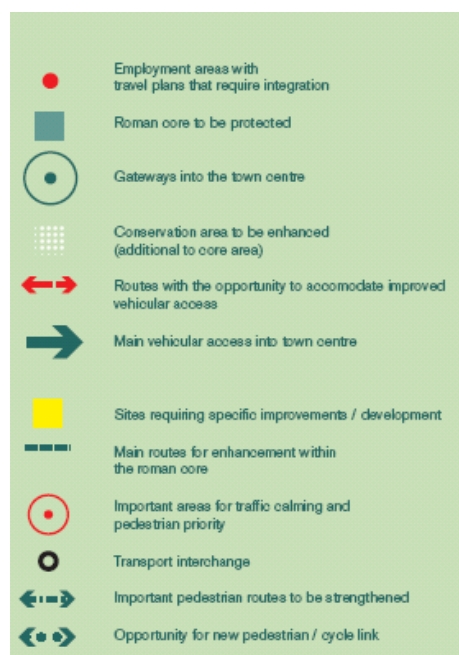 Employment areas with
travel plans that require integration
Roman core to be protected
Gateways into the town centre
Conservation area to be enhanced
(additional to core area)
Routes with the opportunity to accomodate improved
vehicular access
Main vehicular access into town centre
Sites requiring specific improvements / development
Main routes for enhancement within
the roman core
Important areas for traffic calming and
pedestrian priority
Transport interchange
Important pedestrian routes to be strengthened
Opportunity for new pedestrian / cycle link